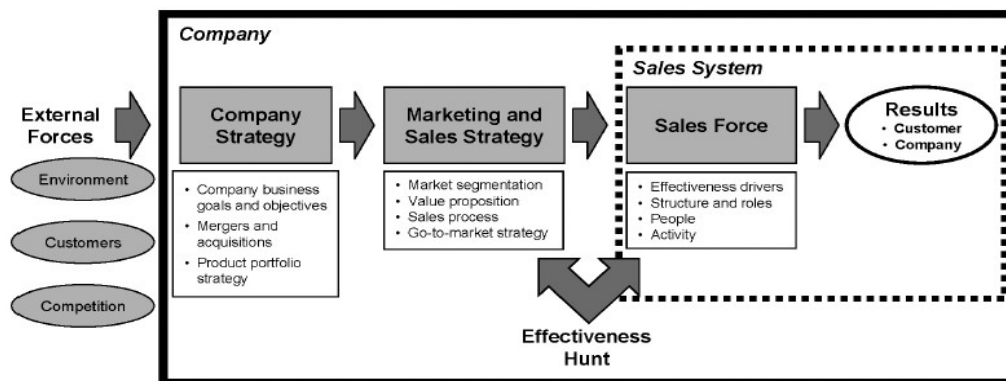 Company
Sales System
External
Forces
Company
Strategy
Marketing and
Sales Strategy
Sales Force
Results
• Customer
• Company
Environment
Customers
Competition
• Company business
goals and objectives
• Mergers and
acquisitions
• Product portfolio
strategy
• Market segmentation
• Value proposition
• Sales process
• Go-to-market strategy
• Effectiveness drivers
• Structure and roles
• People
• Activity
Effectiveness
Hunt